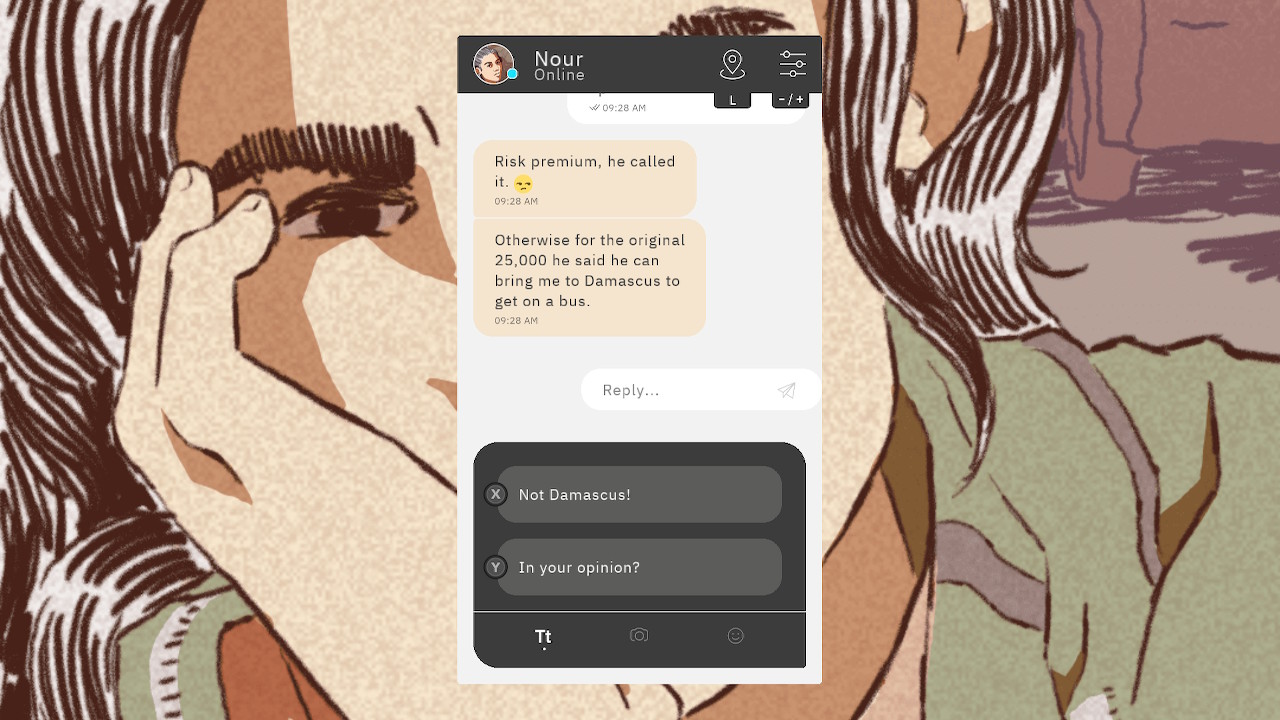 Nour
Online
L
- / +
09:28 AM
Risk premium, he called
it.
09:28 AM
Otherwise for the original
25,000 he said he can
bring me to Damascus to
get on a bus.
09:28 AM
Reply...
X Not Damascus!
Y In your opinion?
Tt